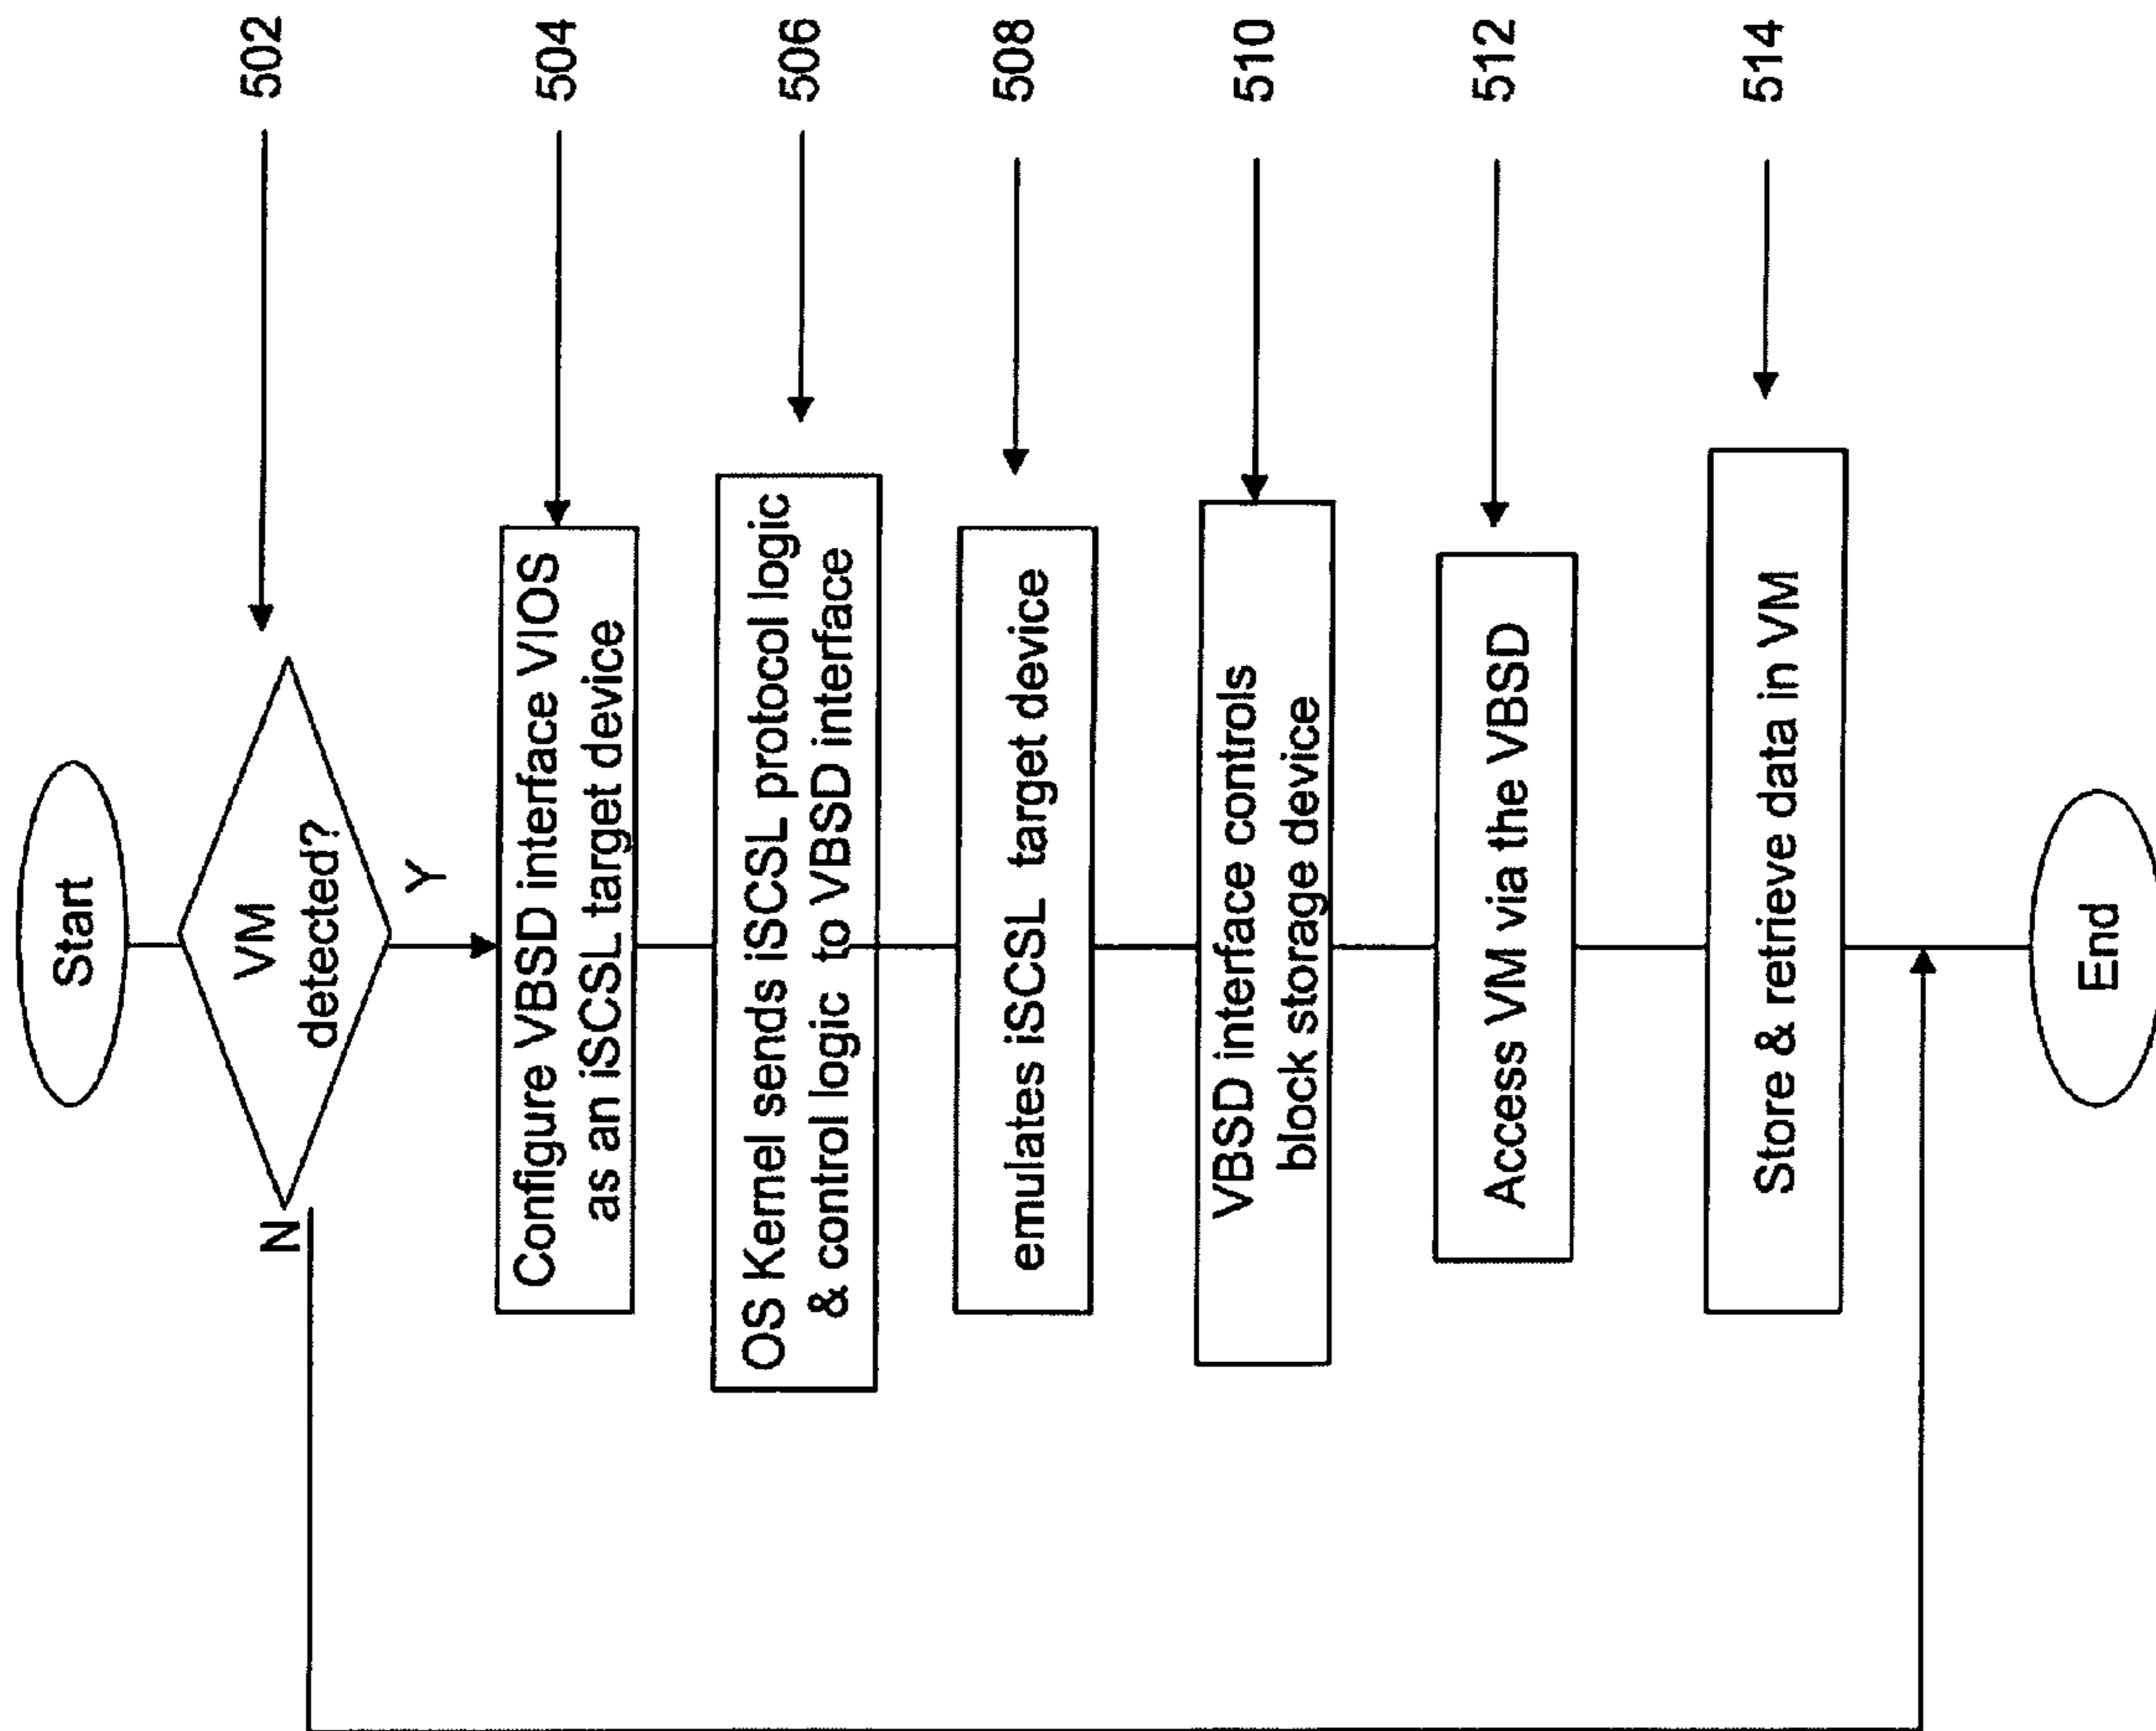 Start
VM
detected?
N
Y
502
Configure VBSD interface VIOS
as an iSCSL target device
504
OS Kernel sends iSCSL protocol logic
& control logic to VBSD interface
506
emulates iSCSL target device
508
VBSD interface controls
block storage device
510
Access VM via the VBSD
512
Store & retrieve data in VM
514
End